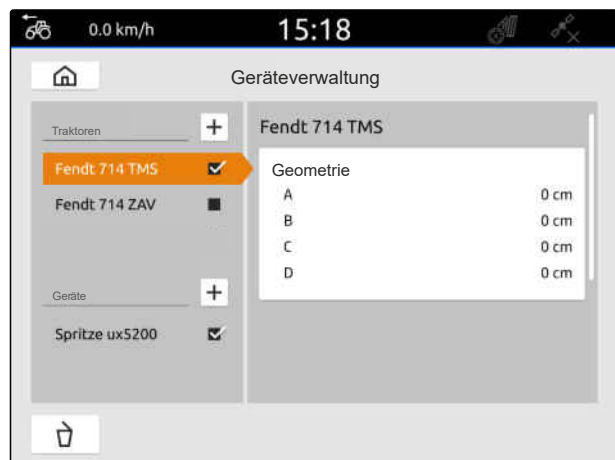 0.0 km/h
15:18
Geräteverwaltung
Traktoren
Fendt 714 TMS
Fendt 714 ZAV
Geräte
Spritze ux5200
Fendt 714 TMS
Geometrie
A 0 cm
B 0 cm
C 0 cm
D 0 cm